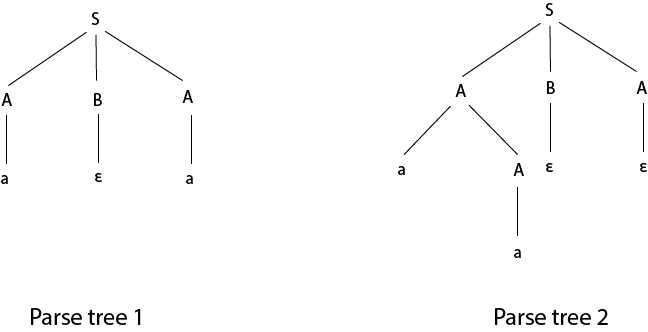 S
A B A
a ε a
Parse tree 1
S
A B A
a A ε ε
a
Parse tree 2